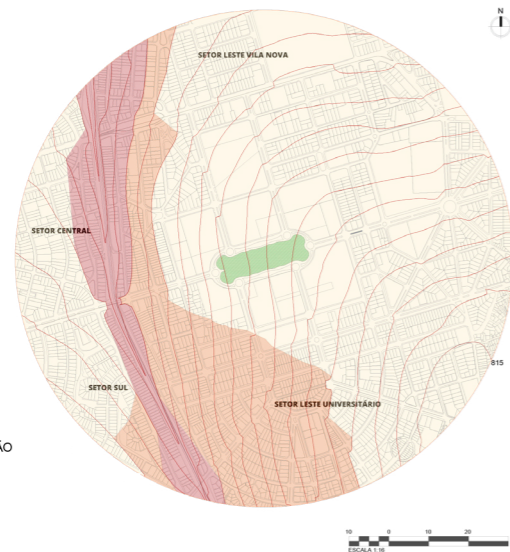 N
SETOR LESTE VILA NOVA
SETOR CENTRAL
815
SETOR SUL
SETOR LESTE UNIVERSITÁRIO
ÃO
10 0 10 20
ESCALA 1:16